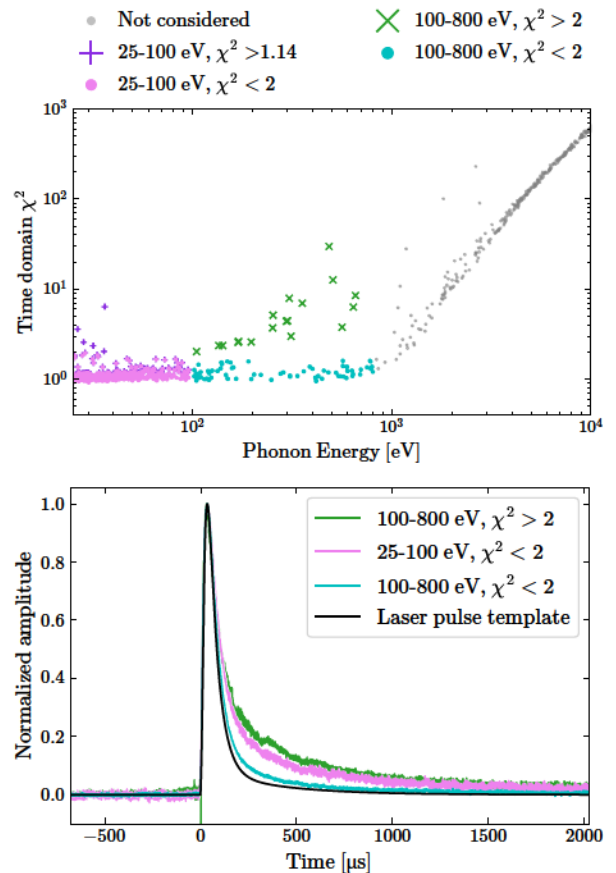 Not considered
25-100 eV, χ² >1.14
25-100 eV, χ² < 2
100-800 eV, χ² > 2
100-800 eV, χ² < 2
10³
10²
10¹
10⁰
Time domain χ²
10²
10³
10⁴
Phonon Energy [eV]
1.0
0.8
0.6
0.4
0.2
0.0
Normalized amplitude
100-800 eV, χ² > 2
25-100 eV, χ² < 2
100-800 eV, χ² < 2
Laser pulse template
−500
0
500
1000
1500
2000
Time [μs]